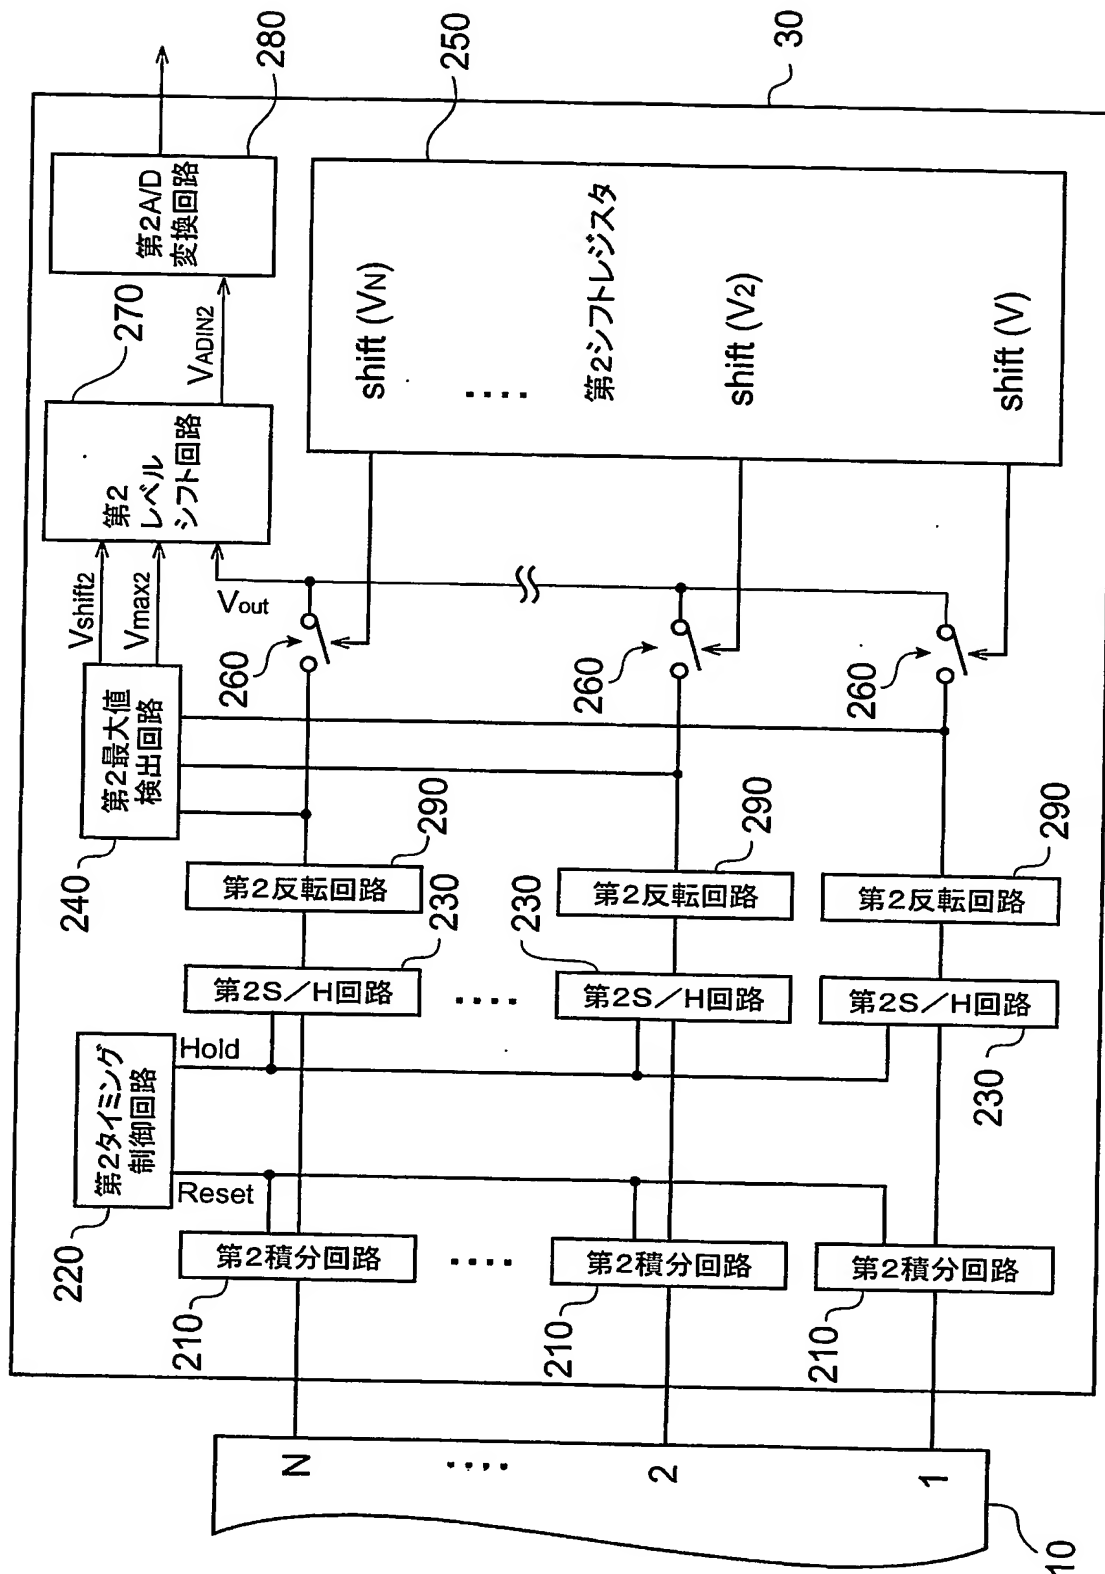 280
250
30
第2A/D
変換回路
270
VADIN2
第2
レベル
シフト回路
Vshift2
Vmax2
Vout
shift (VN)
....
第2シフトレジスタ
shift (V2)
shift (V)
260
260
260
第2最大値
検出回路
240
290
290
290
第2反転回路
第2反転回路
第2反転回路
230
230
230
第2S/H回路
....
第2S/H回路
第2S/H回路
第2タイミング
制御回路
Hold
Reset
220
第2積分回路
....
第2積分回路
第2積分回路
210
210
210
N
....
2
1
10